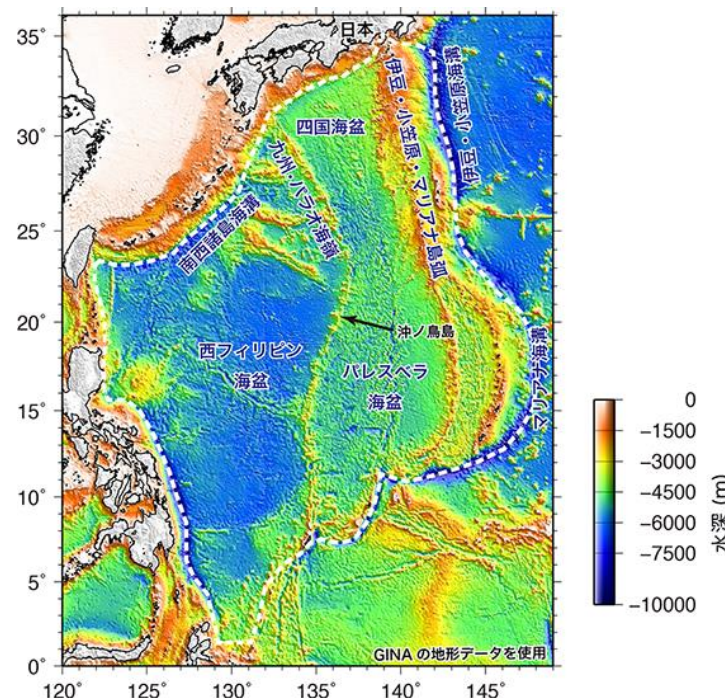 35°
30°
25°
20°
15°
10°
5°
0°
120°
125°
130°
135°
140°
145°
日本
四国海盆
九州・パラオ海嶺
伊豆・小笠原・マリアナ島弧
伊豆・小笠原海溝
南西諸島海溝
沖ノ鳥島
西フィリピン
海盆
パレスベラ
海盆
マリアナ海溝
GINAの地形データを使用
0
−1500
−3000
−4500
−6000
−7500
−10000
水深 (m)